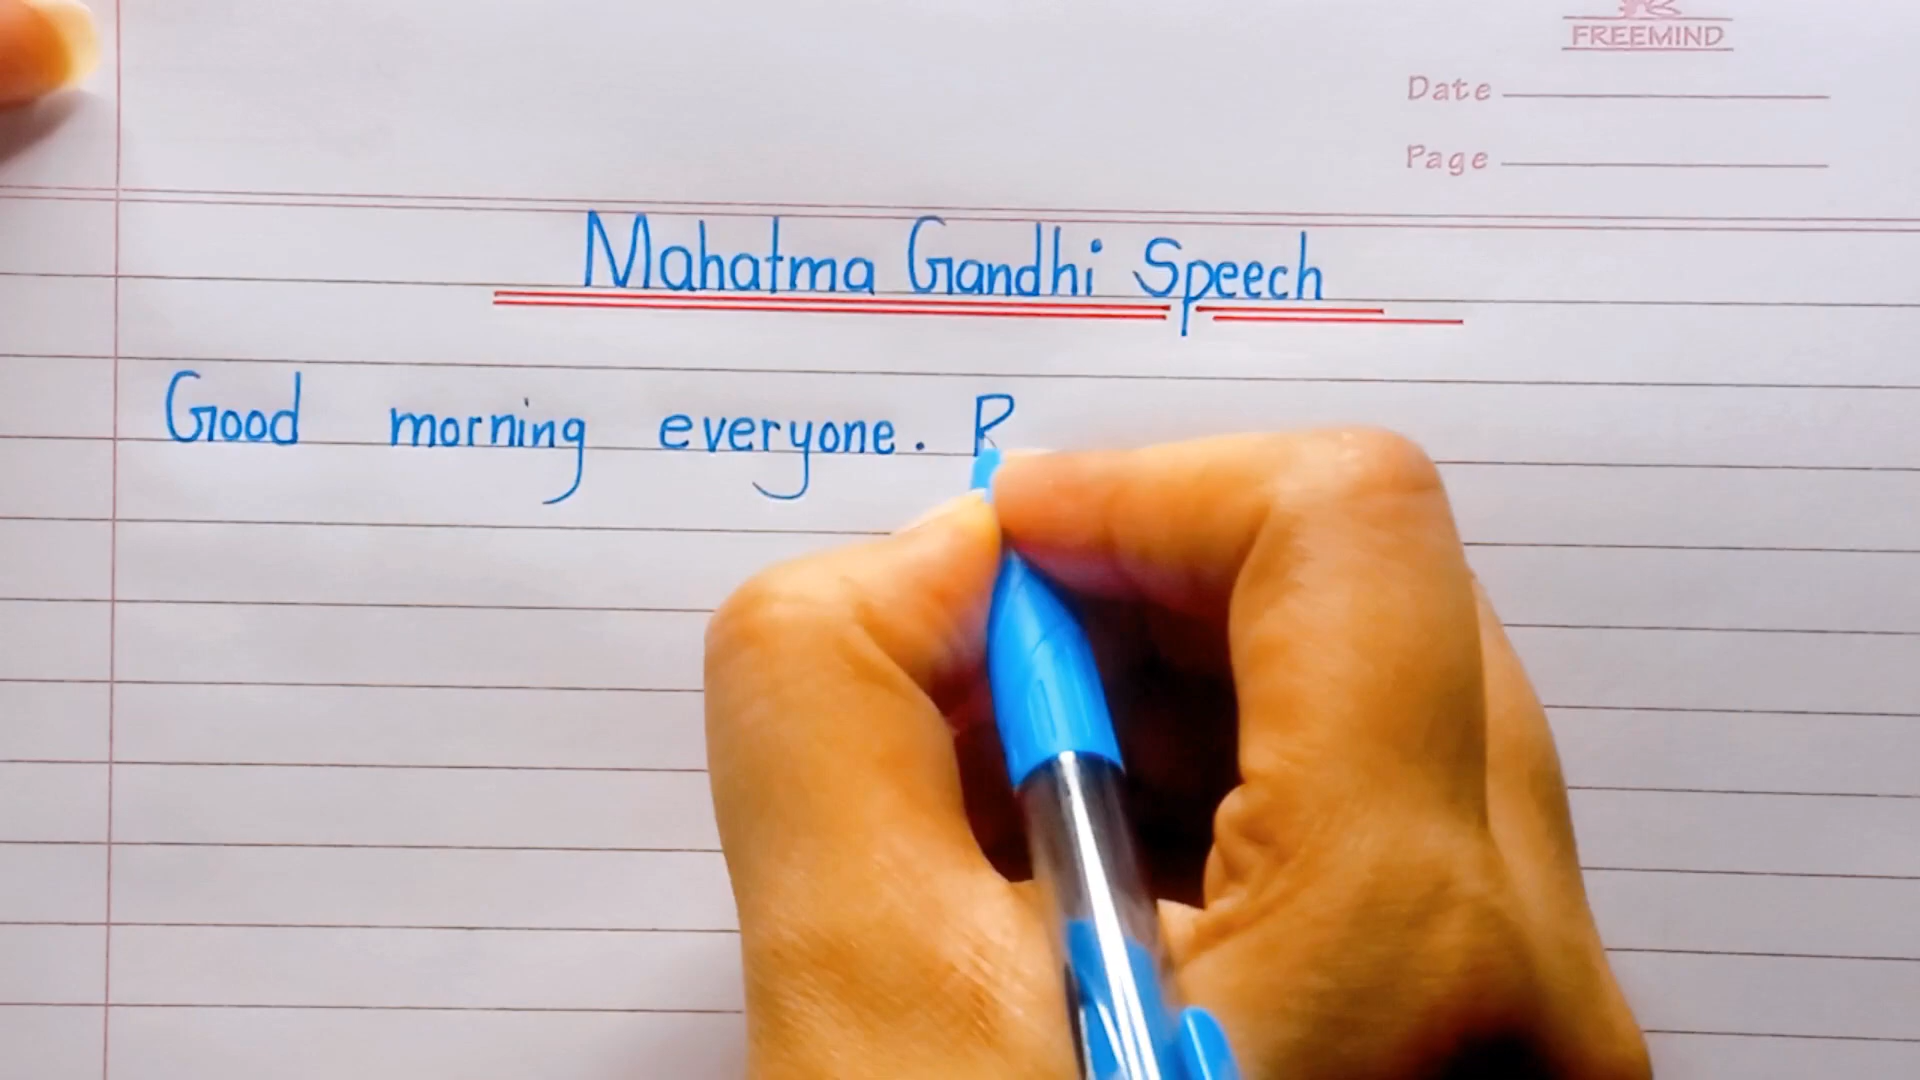 FREEMIND
Date
Page
Mahatma Gandhi Speech
Good morning everyone. R